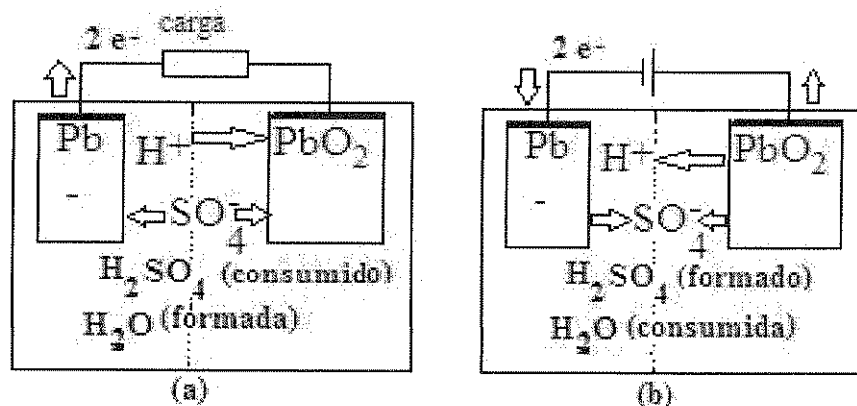 2 e- carga
Pb
H+
PbO2
-
SO4-
H2SO4 (consumido)
H2O (formada)
(a)
2 e-
Pb
H+
PbO2
-
SO4-
H2SO4 (formado)
H2O (consumida)
(b)